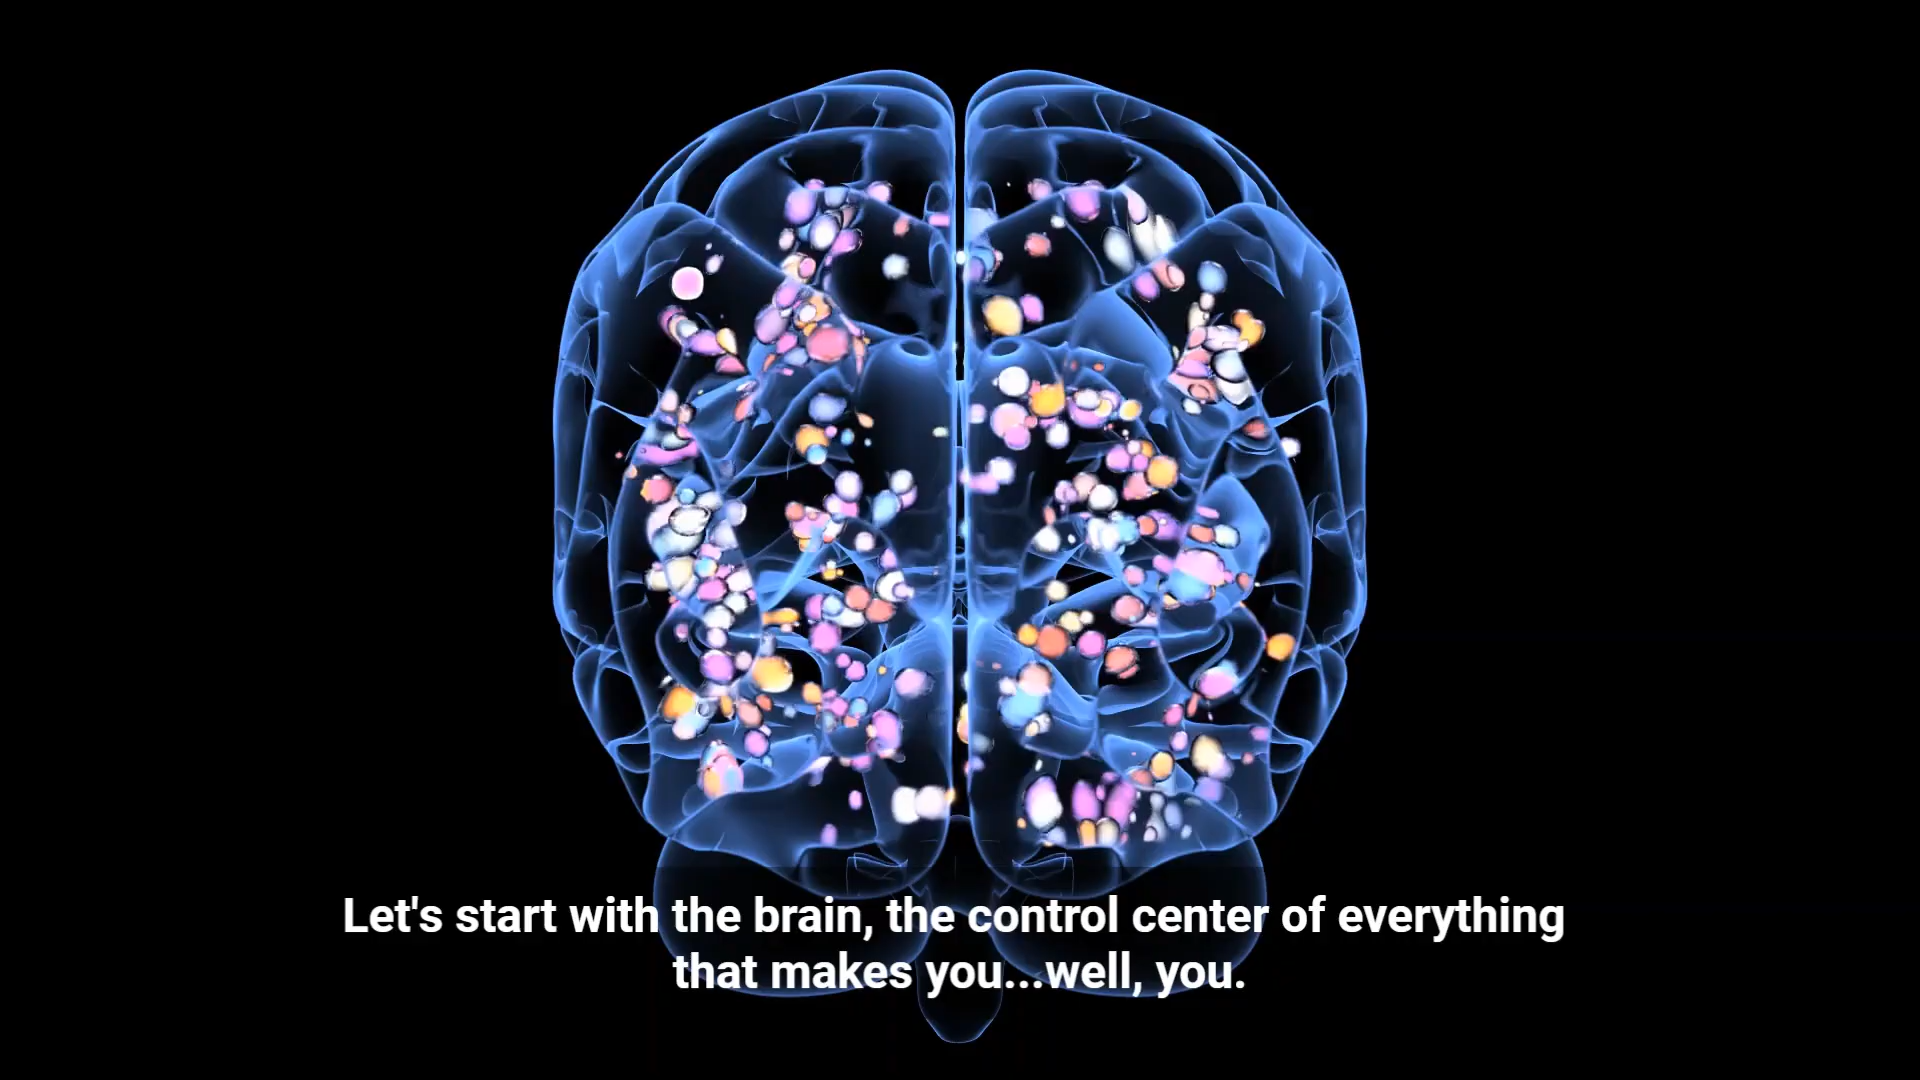 Let's start with the brain, the control center of everything
that makes you...well, you.